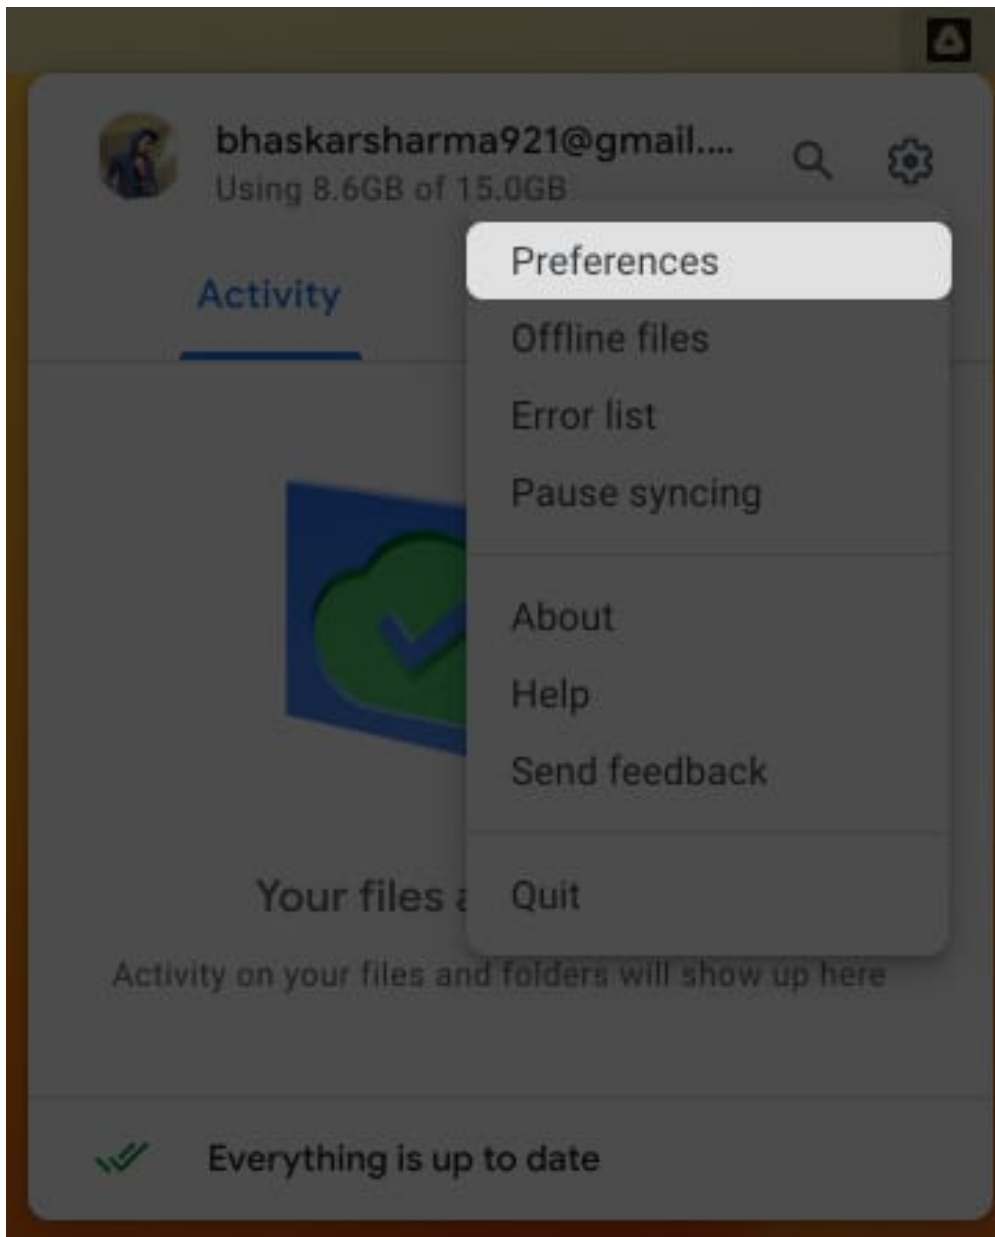 bhaskarsharma921@gmail....
Using 8.6GB of 15.0GB
Preferences
Activity
Offline files
Error list
Pause syncing
About
Help
Send feedback
Your files a
Quit
Activity on your files and folders will show up here
Everything is up to date